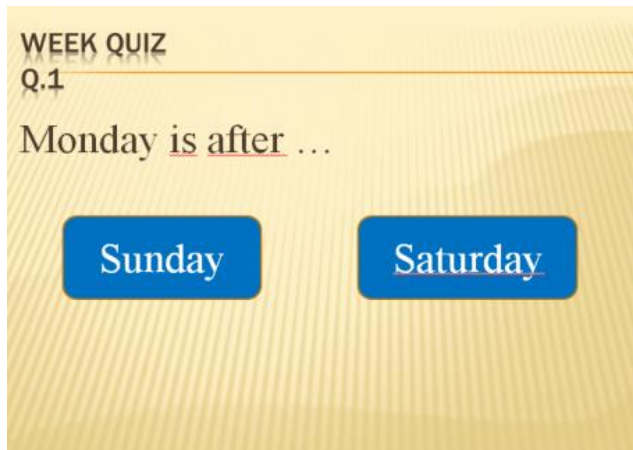 WEEK QUIZ
Q.1
Monday is after ...
Sunday
Saturday